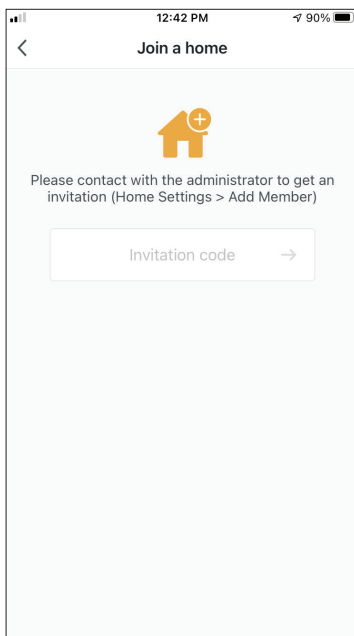 12:42 PM
90%
Join a home
Please contact with the administrator to get an
invitation (Home Settings > Add Member)
Invitation code